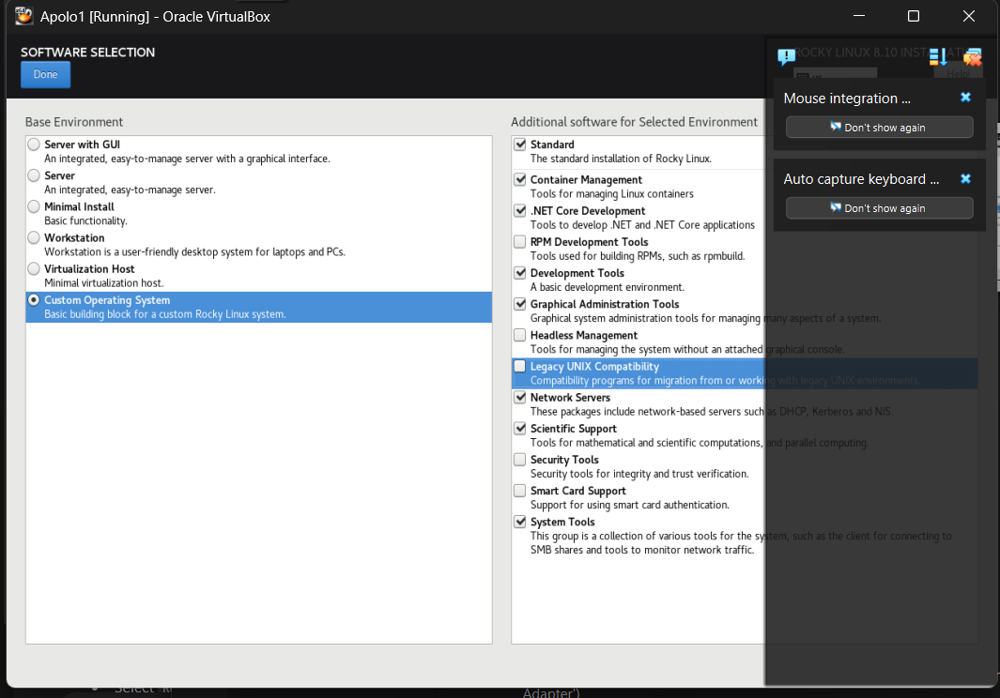 Apolo1 [Running] - Oracle VirtualBox
SOFTWARE SELECTION
ROCKY LINUX 8.10 INSTALLATION
Done
Help!
Mouse integration ...
Don't show again
Auto capture keyboard ...
Don't show again
Base Environment
Server with GUI
An integrated, easy-to-manage server with a graphical interface.
Server
An integrated, easy-to-manage server.
Minimal Install
Basic functionality.
Workstation
Workstation is a user-friendly desktop system for laptops and PCs.
Virtualization Host
Minimal virtualization host.
Custom Operating System
Basic building block for a custom Rocky Linux system.
Additional software for Selected Environment
Standard
The standard installation of Rocky Linux.
Container Management
Tools for managing Linux containers
.NET Core Development
Tools to develop .NET and .NET Core applications
RPM Development Tools
Tools used for building RPMs, such as rpmbuild.
Development Tools
A basic development environment.
Graphical Administration Tools
Graphical system administration tools for managing many aspects of a system.
Headless Management
Tools for managing the system without an attached graphical console.
Legacy UNIX Compatibility
Compatibility programs for migration from or working with legacy UNIX environments.
Network Servers
These packages include network-based servers such as DHCP, Kerberos and NIS.
Scientific Support
Tools for mathematical and scientific computations, and parallel computing.
Security Tools
Security tools for integrity and trust verification.
Smart Card Support
Support for using smart card authentication.
System Tools
This group is a collection of various tools for the system, such as the client for connecting to
SMB shares and tools to monitor network traffic.
Select
Adapter')